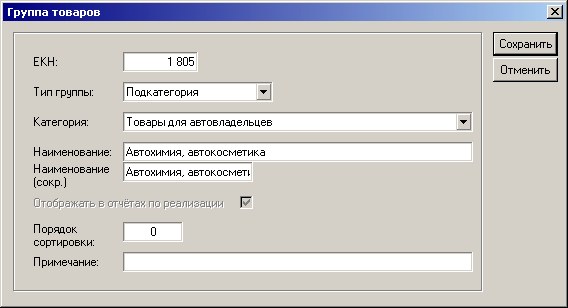 Группа товаров
Сохранить
Отменить
ЕКН: 1 805
Тип группы: Подкатегория
Категория: Товары для автовладельцев
Наименование: Автохимия, автокосметика
Наименование
(сокр.) Автохимия, автокосмети
Отображать в отчётах по реализации
Порядок
сортировки: 0
Примечание: